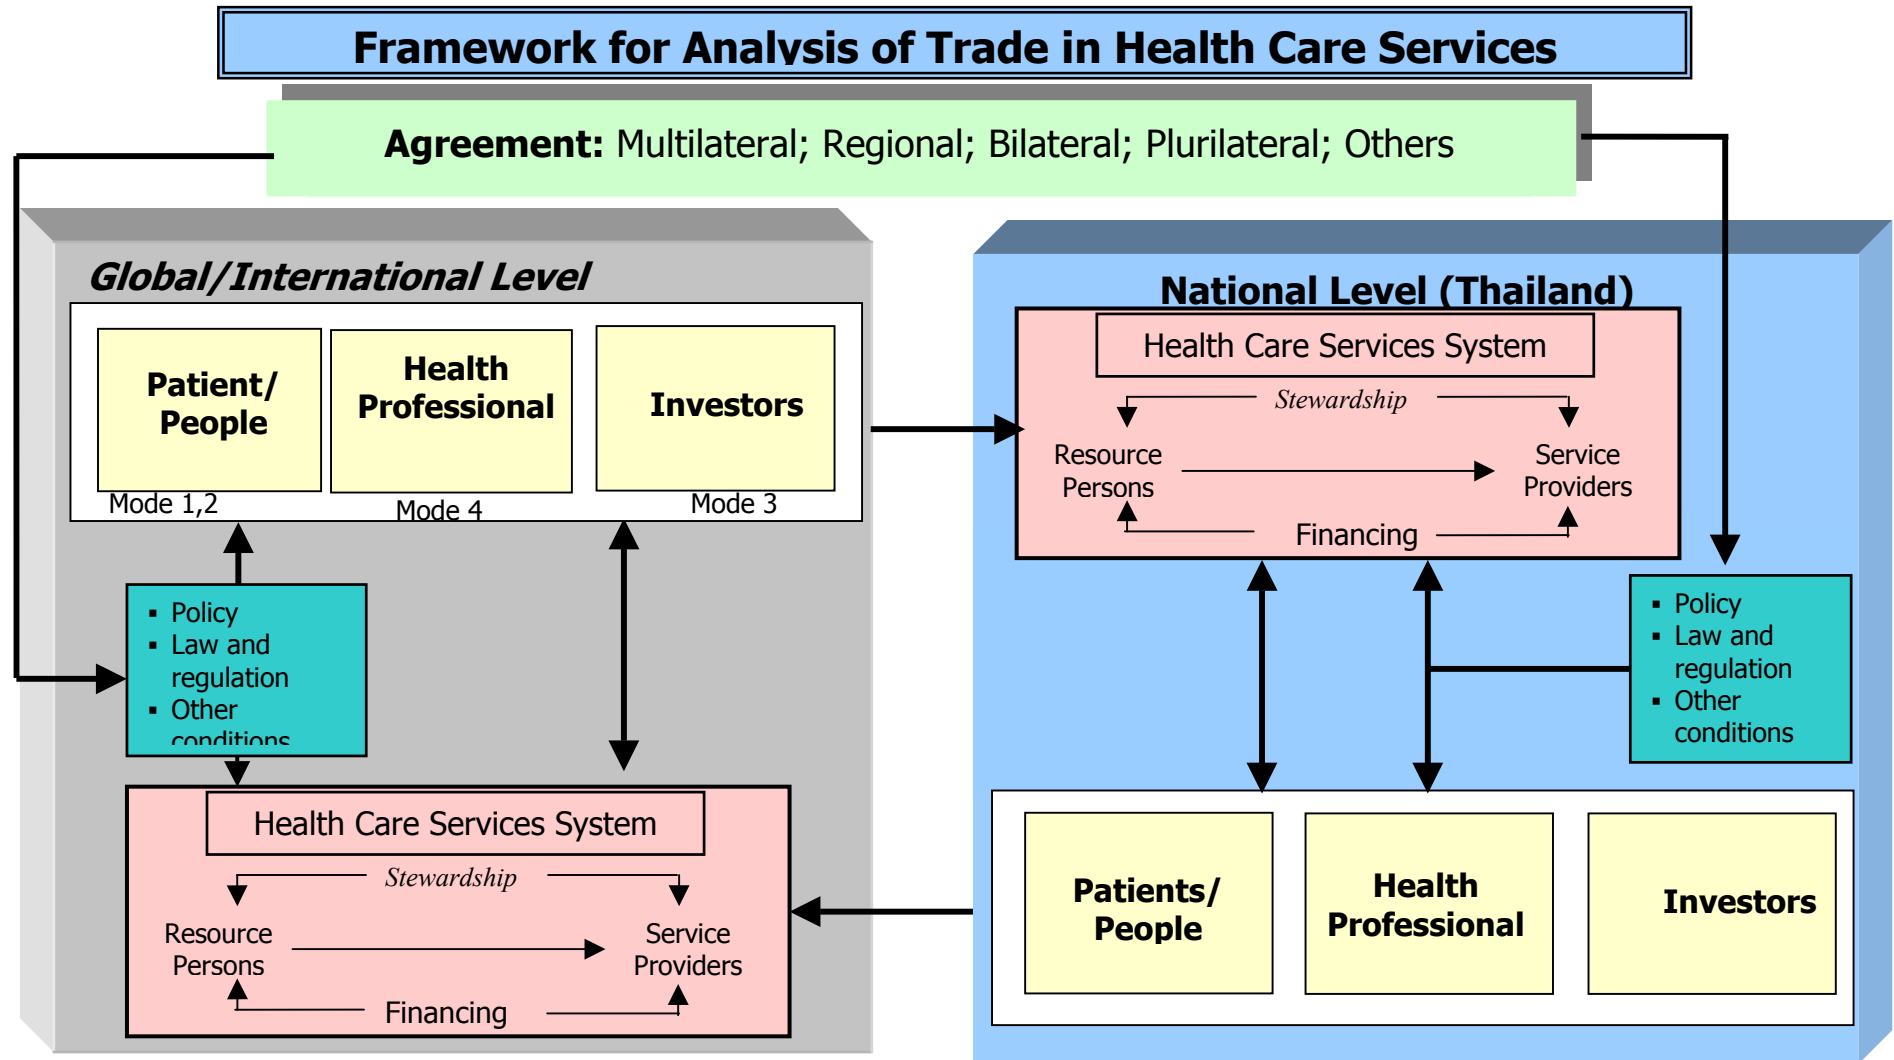 Framework for Analysis of Trade in Health Care Services
Agreement: Multilateral; Regional; Bilateral; Plurilateral; Others
Global/International Level
Patient/
People
Health
Professional
Investors
Mode 1,2
Mode 4
Mode 3
▪ Policy
▪ Law and
regulation
▪ Other
conditions
Health Care Services System
Stewardship
Resource
Persons
Service
Providers
Financing
National Level (Thailand)
Health Care Services System
Stewardship
Resource
Persons
Service
Providers
Financing
▪ Policy
▪ Law and
regulation
▪ Other
conditions
Patients/
People
Health
Professional
Investors